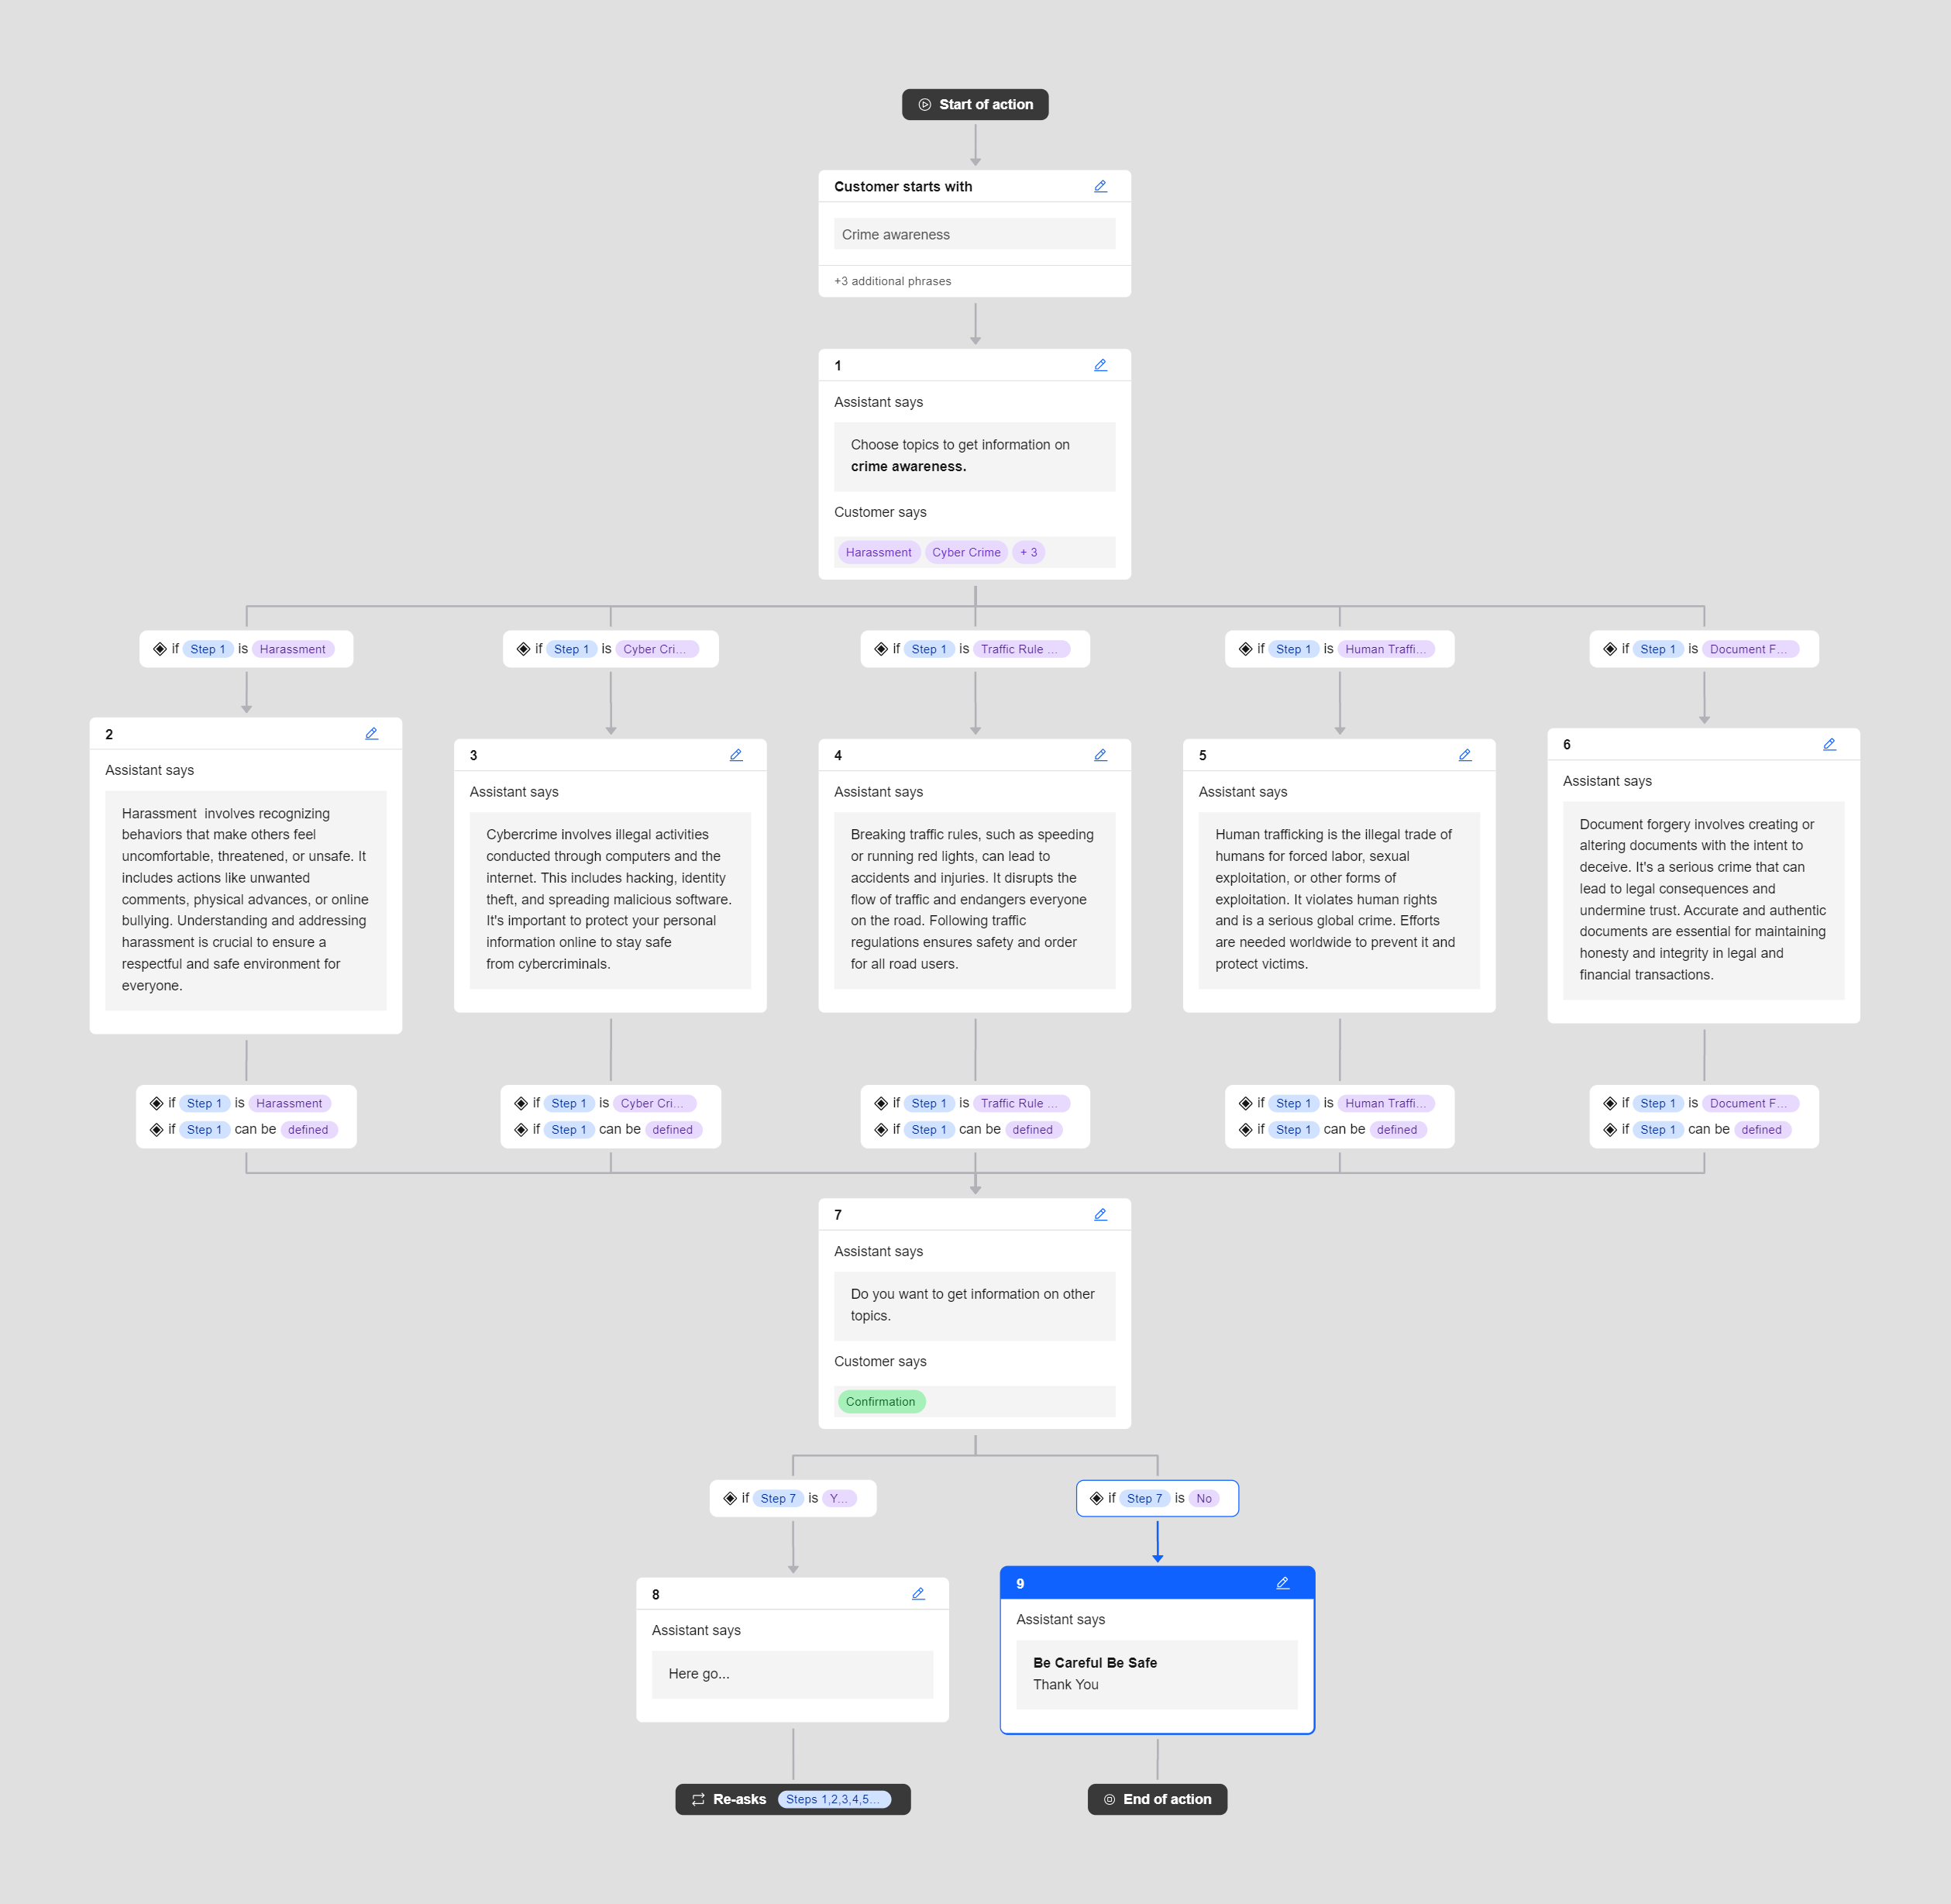 Start of action
Customer starts with
Crime awareness
+3 additional phrases
1
Assistant says
Choose topics to get information on
crime awareness.
Customer says
Harassment Cyber Crime + 3
if Step 1 is Harassment
if Step 1 is Cyber Cri...
if Step 1 is Traffic Rule ...
if Step 1 is Human Traffi...
if Step 1 is Document F...
2
Assistant says
Harassment  involves recognizing
behaviors that make others feel
uncomfortable, threatened, or unsafe. It
includes actions like unwanted
comments, physical advances, or online
bullying. Understanding and addressing
harassment is crucial to ensure a
respectful and safe environment for
everyone.
3
Assistant says
Cybercrime involves illegal activities
conducted through computers and the
internet. This includes hacking, identity
theft, and spreading malicious software.
It's important to protect your personal
information online to stay safe
from cybercriminals.
4
Assistant says
Breaking traffic rules, such as speeding
or running red lights, can lead to
accidents and injuries. It disrupts the
flow of traffic and endangers everyone
on the road. Following traffic
regulations ensures safety and order
for all road users.
5
Assistant says
Human trafficking is the illegal trade of
humans for forced labor, sexual
exploitation, or other forms of
exploitation. It violates human rights
and is a serious global crime. Efforts
are needed worldwide to prevent it and
protect victims.
6
Assistant says
Document forgery involves creating or
altering documents with the intent to
deceive. It's a serious crime that can
lead to legal consequences and
undermine trust. Accurate and authentic
documents are essential for maintaining
honesty and integrity in legal and
financial transactions.
if Step 1 is Harassment
if Step 1 can be defined
if Step 1 is Cyber Cri...
if Step 1 can be defined
if Step 1 is Traffic Rule ...
if Step 1 can be defined
if Step 1 is Human Traffi...
if Step 1 can be defined
if Step 1 is Document F...
if Step 1 can be defined
7
Assistant says
Do you want to get information on other
topics.
Customer says
Confirmation
if Step 7 is Y...
if Step 7 is No
8
Assistant says
Here go...
9
Assistant says
Be Careful Be Safe
Thank You
Re-asks Steps 1,2,3,4,5...
End of action